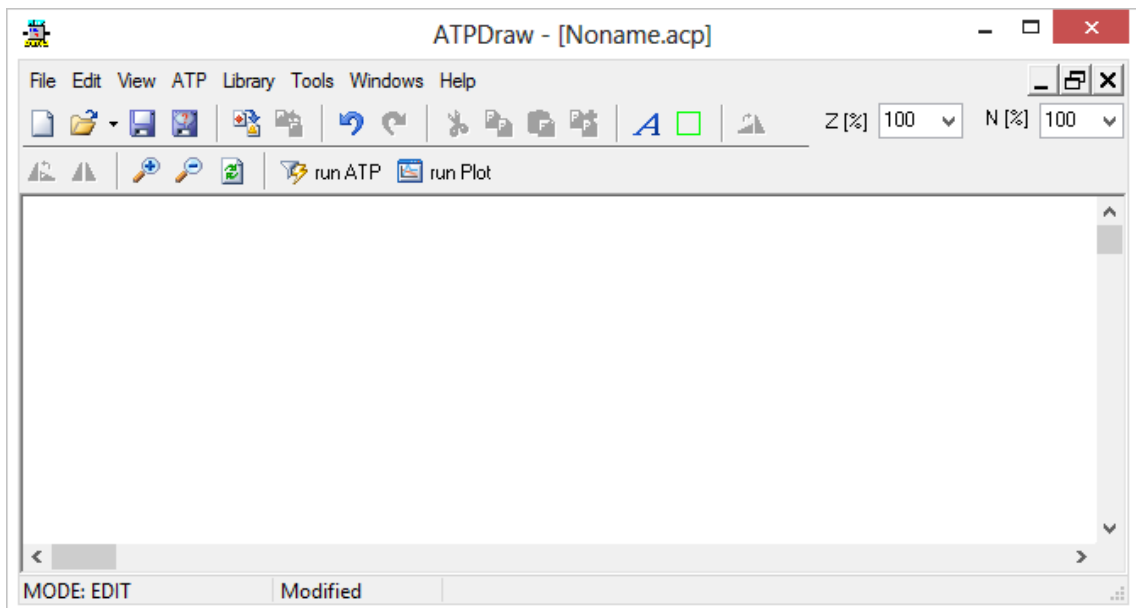 ATPDraw - [Noname.acp]
File Edit View ATP Library Tools Windows Help
A Z [%] 100 N [%] 100
run ATP run Plot
MODE: EDIT Modified